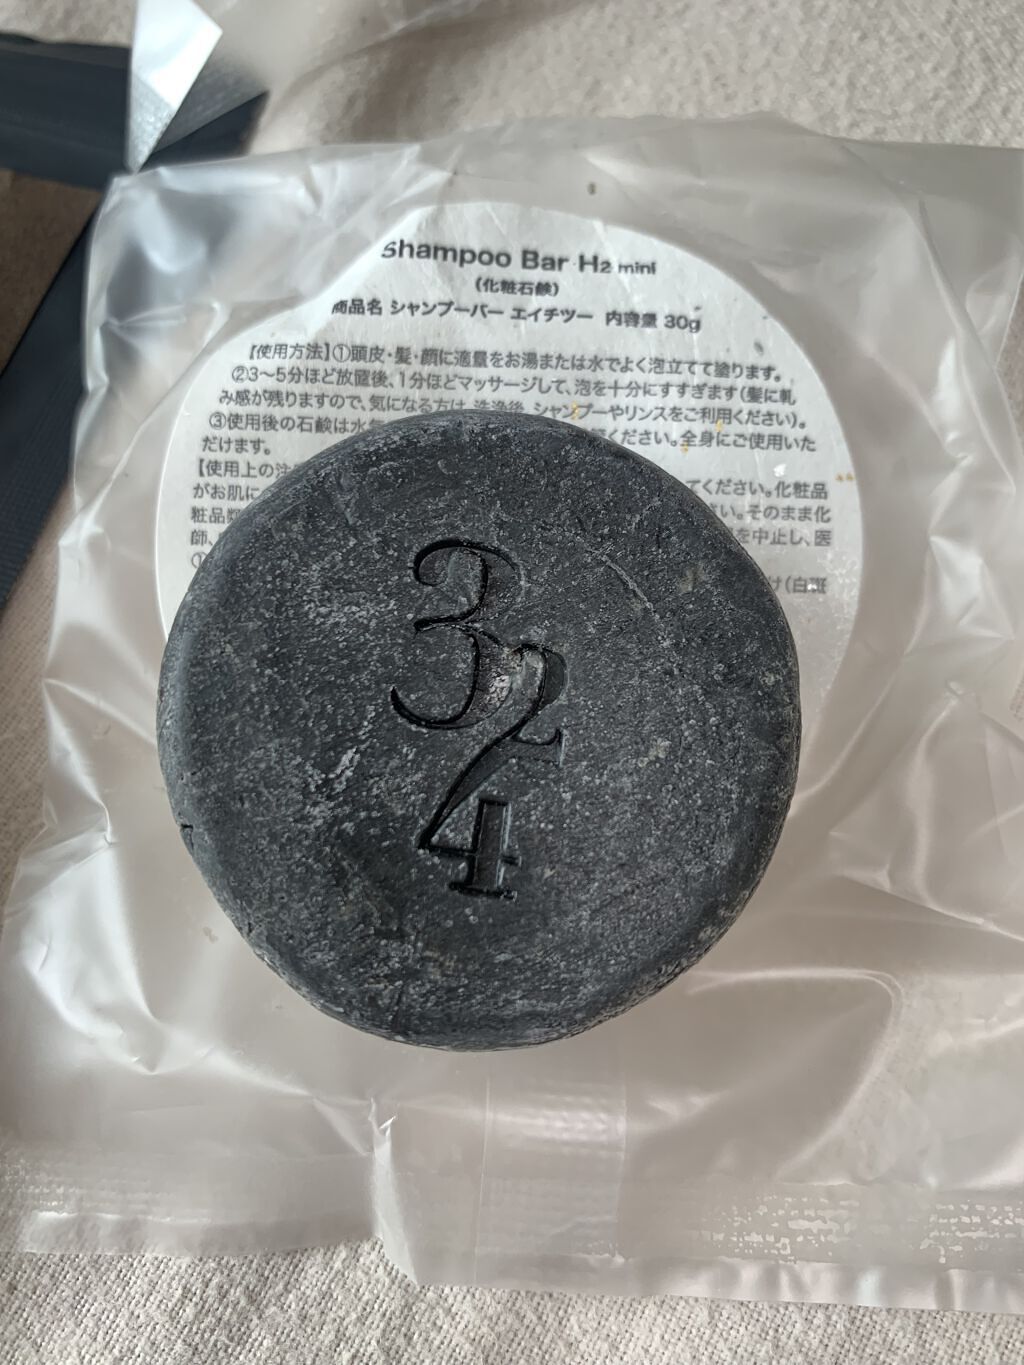 Shampoo Bar H2 mini
(化粧石鹸)
商品名 シャンプーバー エイチツー 内容量 30g
【使用方法】①頭皮・髪・顔に適量をお湯または水でよく泡立てて塗ります。
②3〜5分ほど放置後、1分ほどマッサージして、泡を十分にすすぎます(髪に軋
み感が残りますので、気になる方は、洗浄後、シャンプーやリンスをご利用ください)。
③使用後の石鹸は水気 ください。全身にご使用いた
だけます。
【使用上の注 てください。化粧品
がお肌に さい。そのまま化
粧品類 を中止し、医
師、
① け(白斑
3
2
4